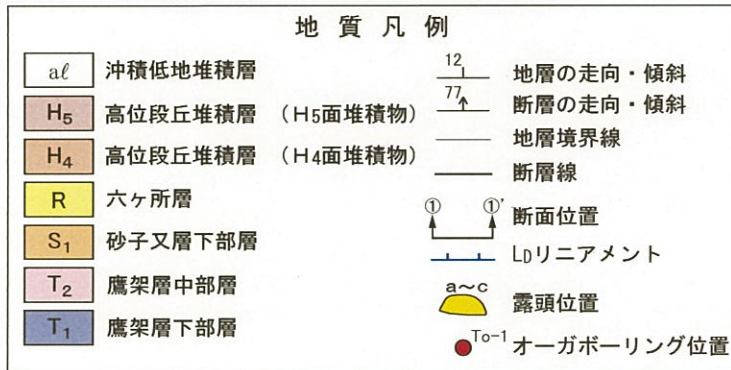 地質凡例
aℓ 沖積低地堆積層
H5 高位段丘堆積層 (H5面堆積物)
H4 高位段丘堆積層 (H4面堆積物)
R 六ヶ所層
S1 砂子又層下部層
T2 鷹架層中部層
T1 鷹架層下部層
12 地層の走向・傾斜
77 断層の走向・傾斜
地層境界線
断層線
① ①' 断面位置
LDリニアメント
a~c 露頭位置
To-1 オーガボーリング位置